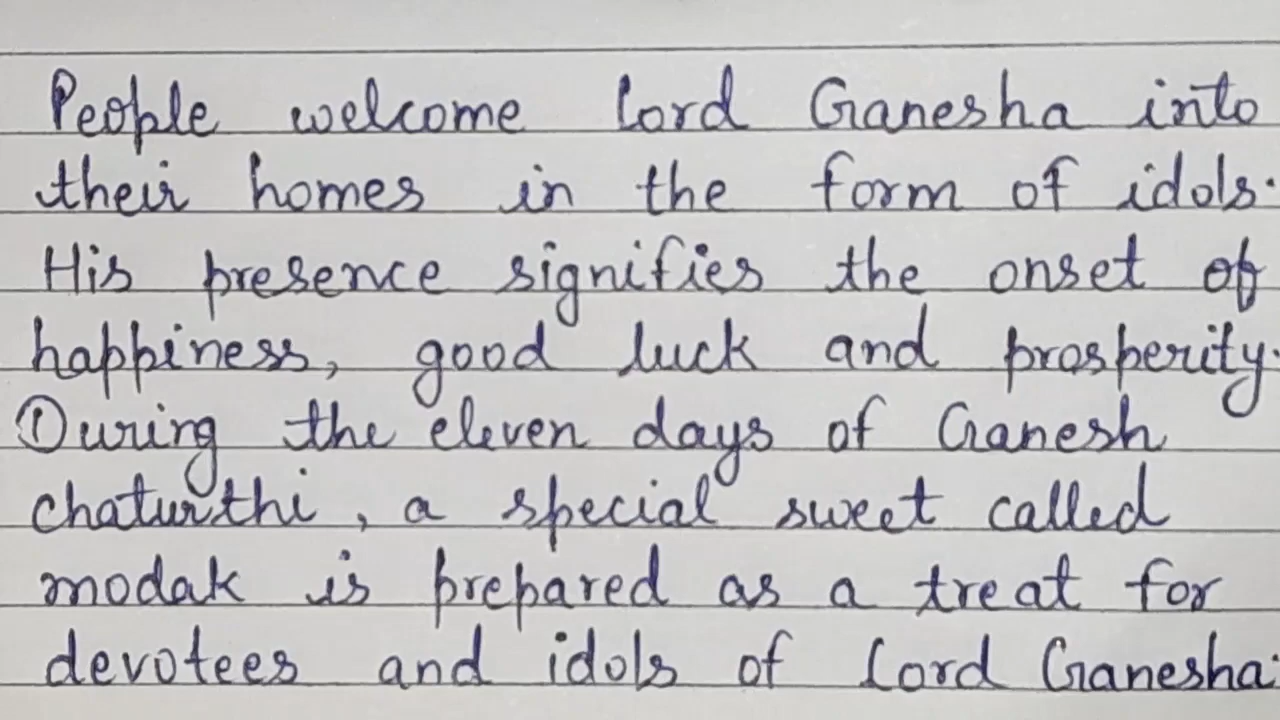 People welcome lord Ganesha into
their homes in the form of idols.
His presence signifies the onset of
happiness, good luck and prosperity.
During the eleven days of Ganesh
chaturthi, a special sweet called
modak is prepared as a treat for
devotees and idols of Lord Ganesha.